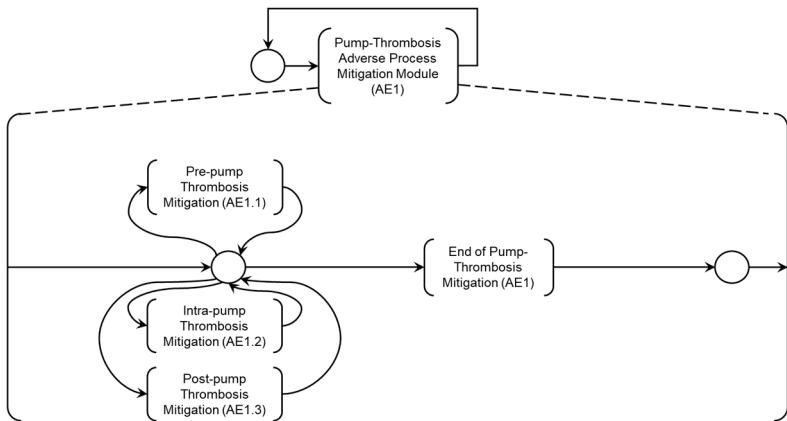 Pump-Thrombosis
Adverse Process
Mitigation Module
(AE1)
Pre-pump
Thrombosis
Mitigation (AE1.1)
End of Pump-
Thrombosis
Mitigation (AE1)
Intra-pump
Thrombosis
Mitigation (AE1.2)
Post-pump
Thrombosis
Mitigation (AE1.3)